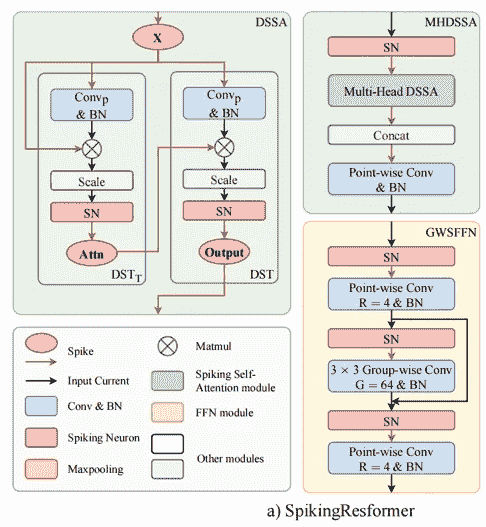 DSSA
X
Conv_p
& BN
Scale
SN
Attn
DST_T
Conv_p
& BN
Scale
SN
Output
DST
MHDSSA
SN
Multi-Head DSSA
Concat
Point-wise Conv
& BN
GWSFFN
SN
Point-wise Conv
R = 4 & BN
SN
3 × 3 Group-wise Conv
G = 64 & BN
SN
Point-wise Conv
R = 4 & BN
Spike
Input Current
Conv & BN
Spiking Neuron
Maxpooling
Matmul
Spiking Self-
Attention module
FFN module
Other modules
a) SpikingResformer